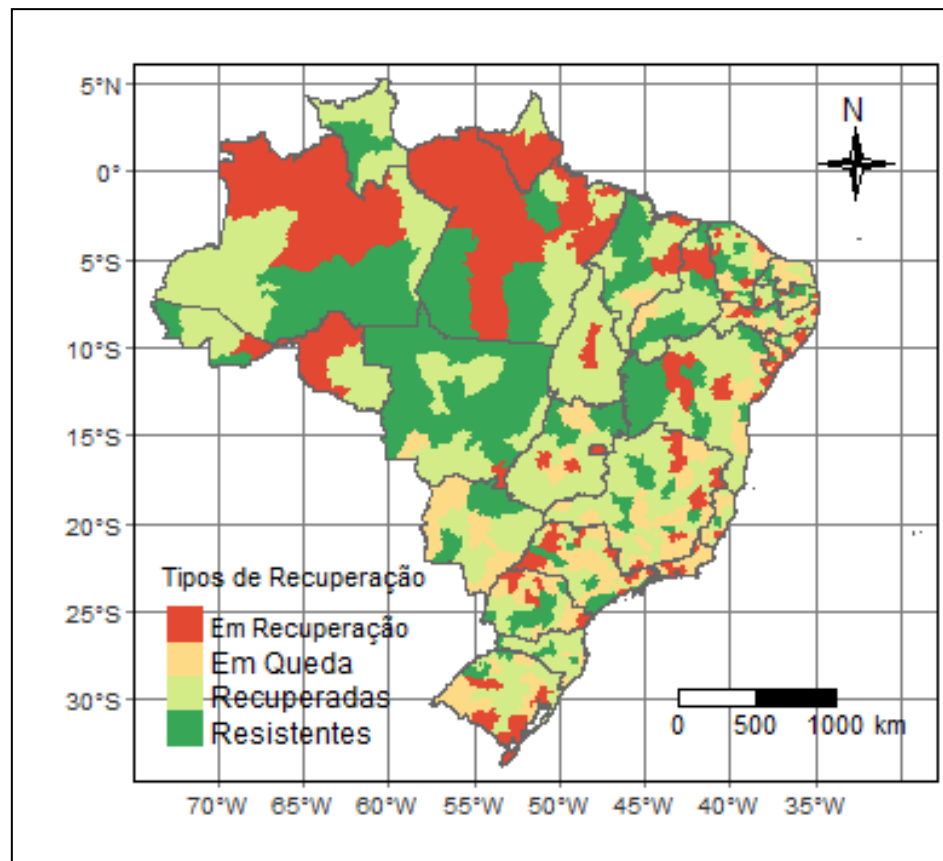 5°N
0°
5°S
10°S
15°S
20°S
25°S
30°S
N
Tipos de Recuperação
Em Recuperação
Em Queda
Recuperadas
Resistentes
0 500 1000 km
70°W 65°W 60°W 55°W 50°W 45°W 40°W 35°W